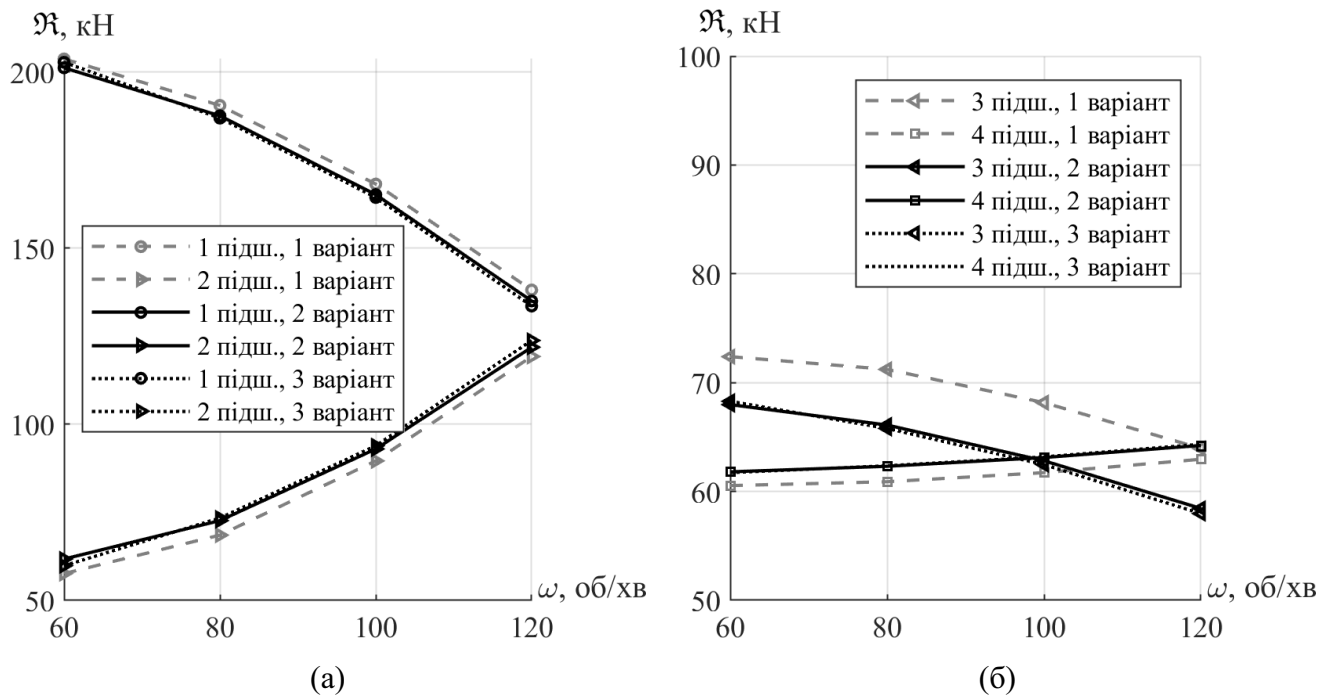 ℜ, кН
200
150
100
50
60
80
100
120
ω, об/хв
1 підш., 1 варіант
2 підш., 1 варіант
1 підш., 2 варіант
2 підш., 2 варіант
1 підш., 3 варіант
2 підш., 3 варіант
(а)
ℜ, кН
100
90
80
70
60
50
60
80
100
120
ω, об/хв
3 підш., 1 варіант
4 підш., 1 варіант
3 підш., 2 варіант
4 підш., 2 варіант
3 підш., 3 варіант
4 підш., 3 варіант
(б)